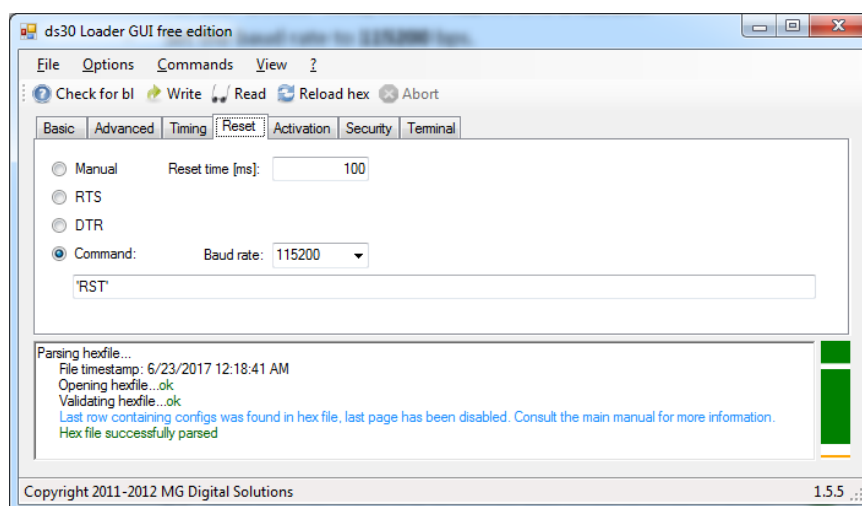 ds30 Loader GUI free edition
File Options Commands View ?
Check for bl Write Read Reload hex Abort
Basic Advanced Timing Reset Activation Security Terminal
Manual Reset time [ms]: 100
RTS
DTR
Command: Baud rate: 115200
'RST'
Parsing hexfile...
File timestamp: 6/23/2017 12:18:41 AM
Opening hexfile...ok
Validating hexfile...ok
Last row containing configs was found in hex file, last page has been disabled. Consult the main manual for more information.
Hex file successfully parsed
Copyright 2011-2012 MG Digital Solutions 1.5.5